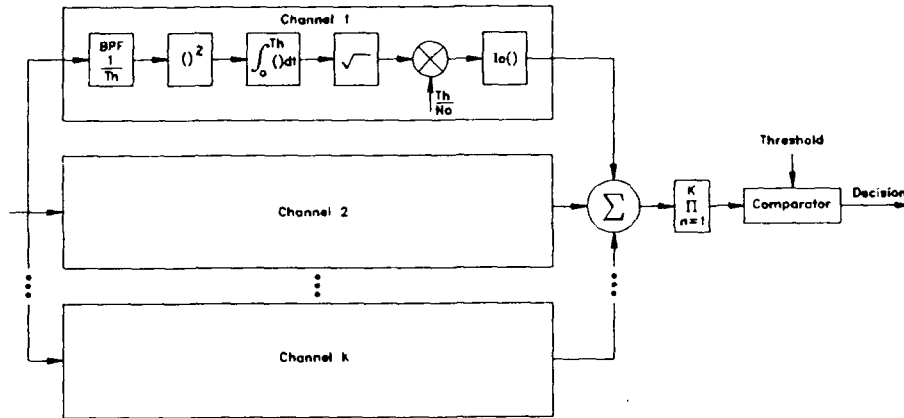 Channel 1
BPF
1
Th
()²
∫₀ᵀʰ ()dt
√
Th
No
Io()
Channel 2
Σ
K
Π
n=1
Threshold
Comparator
Decision
Channel k